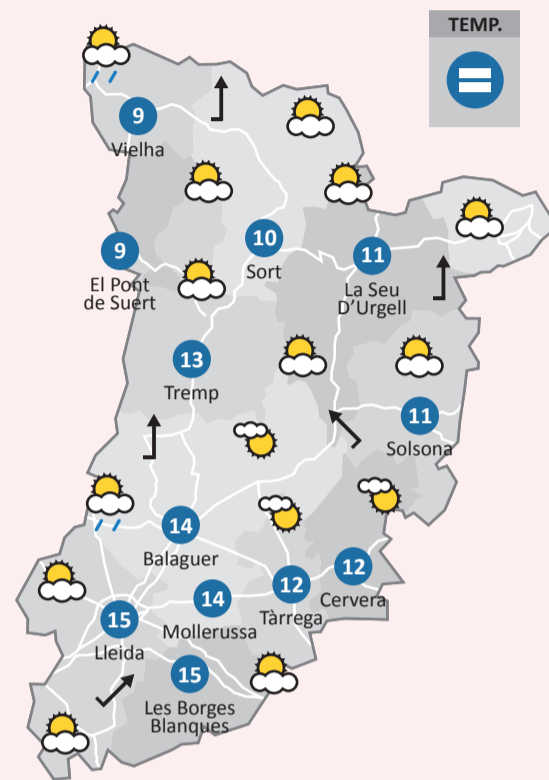 TEMP.
9
Vielha
9
El Pont
de Suert
10
Sort
11
La Seu
D'Urgell
13
Tremp
11
Solsona
14
Balaguer
12
Cervera
12
Tàrrega
14
Mollerussa
15
Lleida
15
Les Borges
Blanques